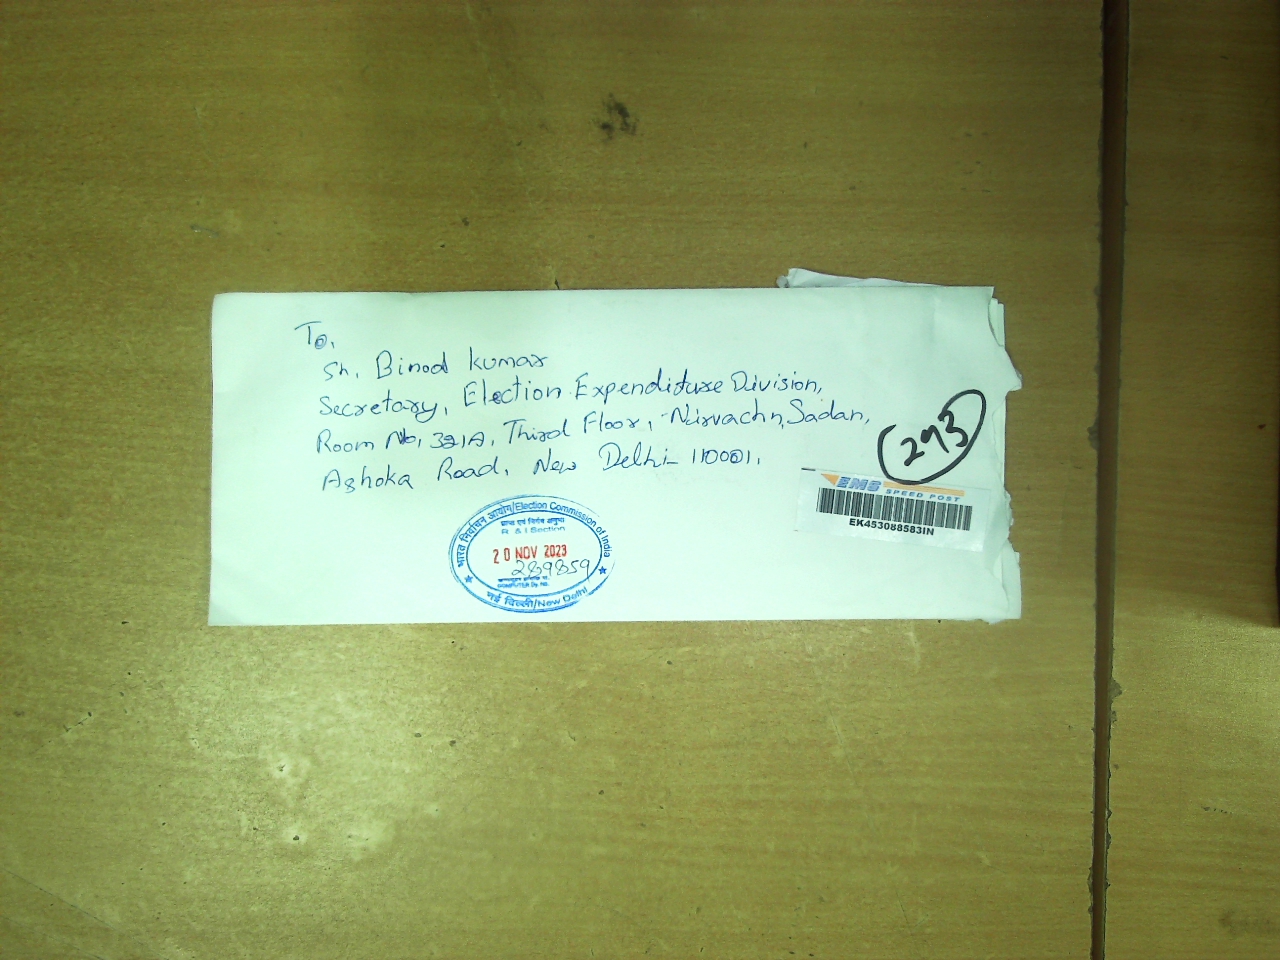 To,
Sh. Binod Kumar
Secretary, Election Expenditure Division,
Room No, 321A, Third Floor, Nirvachn, Sadan,
Ashoka Road, New Delhi- 110001.
293
EMS
SPEED POST
EK453088583IN
भारत निर्वाचन आयोग/Election Commission of India
प्राप्त एवं निर्गम अनुभाग
R & I Section
20 NOV 2023
289859
नई दिल्ली/New Delhi